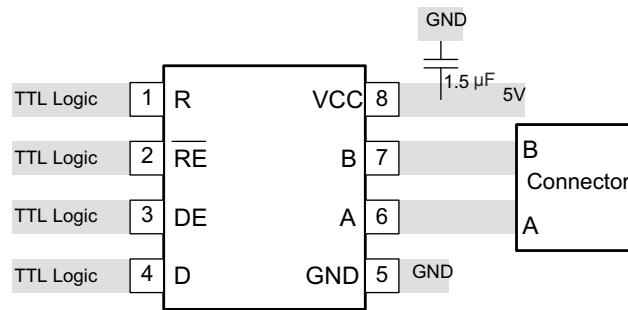 GND
1.5 µF
5V
TTL Logic 1 R VCC 8
TTL Logic 2 RE B 7 B
Connector
TTL Logic 3 DE A 6 A
TTL Logic 4 D GND 5 GND